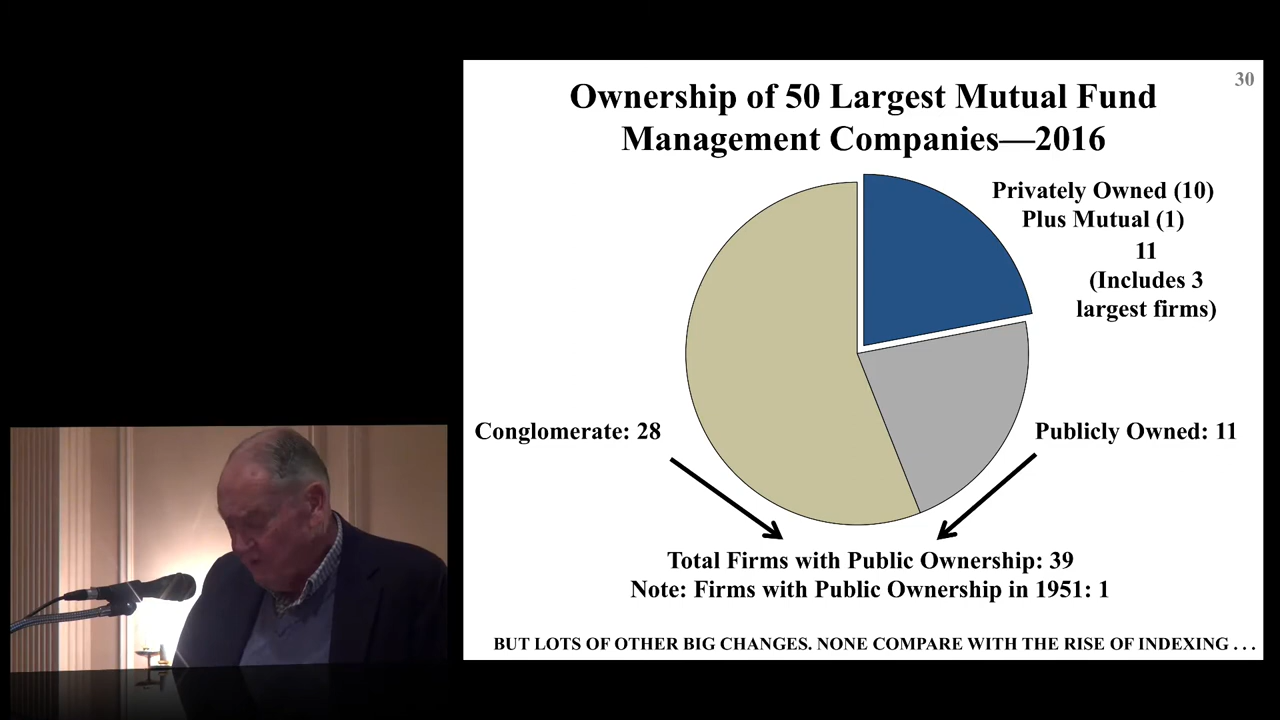 30
Ownership of 50 Largest Mutual Fund
Management Companies—2016
Privately Owned (10)
Plus Mutual (1)
11
(Includes 3
largest firms)
Conglomerate: 28
Publicly Owned: 11
Total Firms with Public Ownership: 39
Note: Firms with Public Ownership in 1951: 1
BUT LOTS OF OTHER BIG CHANGES. NONE COMPARE WITH THE RISE OF INDEXING . . .